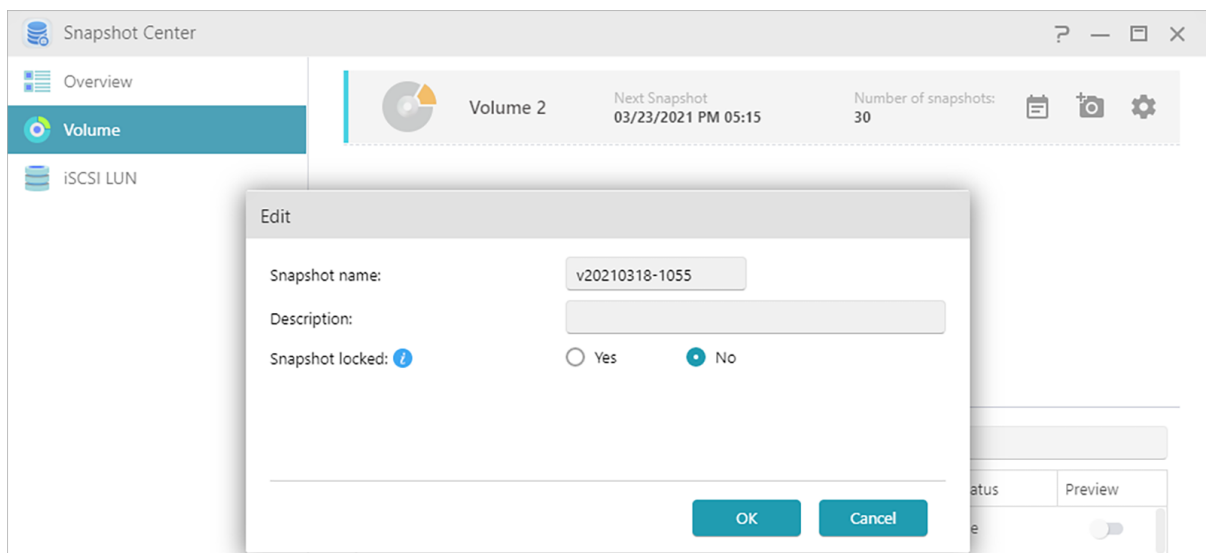 Snapshot Center
Overview
Volume
iSCSI LUN
Volume 2
Next Snapshot
03/23/2021 PM 05:15
Number of snapshots:
30
Edit
Snapshot name:
v20210318-1055
Description:
Snapshot locked:
Yes
No
OK
Cancel
Preview